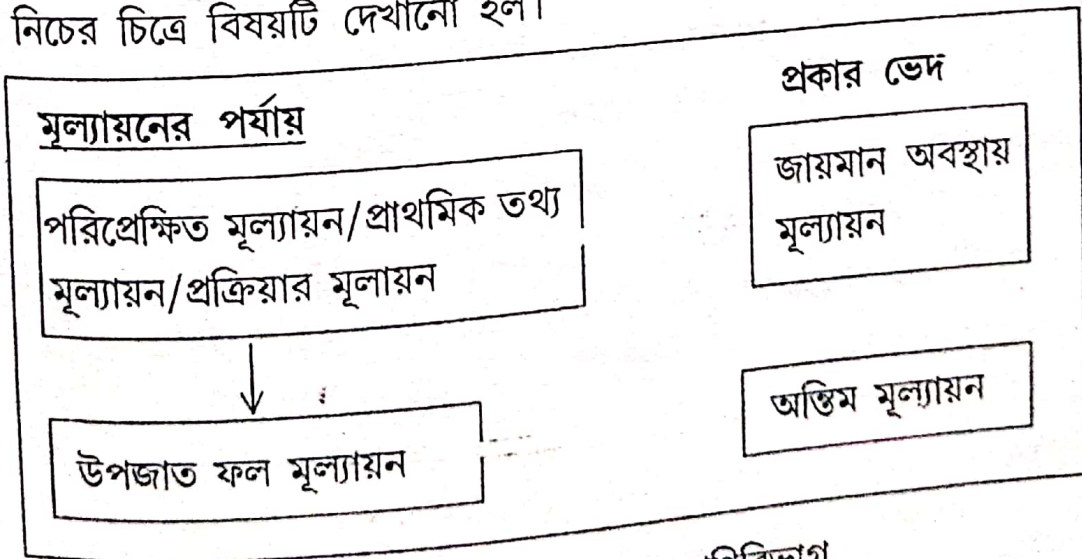 নিচের চিত্রে বিষয়টি দেখানো হল।
প্রকার ভেদ
মূল্যায়নের পর্যায়
জায়মান অবস্থায়
মূল্যায়ন
পরিপ্রেক্ষিত মূল্যায়ন/প্রাথমিক তথ্য
মূল্যায়ন/প্রক্রিয়ার মূলায়ন
অন্তিম মূল্যায়ন
উপজাত ফল মূল্যায়ন